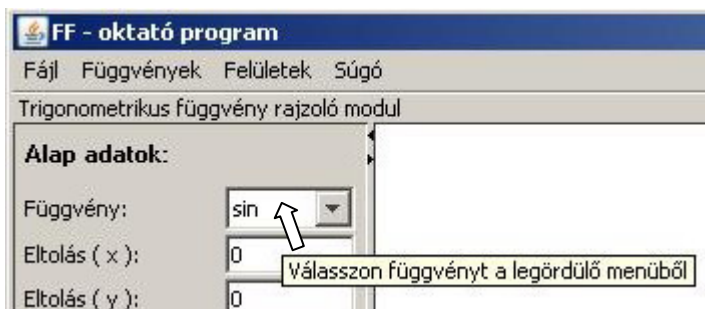 FF - oktató program
Fájl Függvények Felületek Súgó
Trigonometrikus függvény rajzoló modul
Alap adatok:
Függvény: sin
Eltolás ( x ): 0
Válasszon függvényt a legördülő menüből
Eltolás ( y ): 0